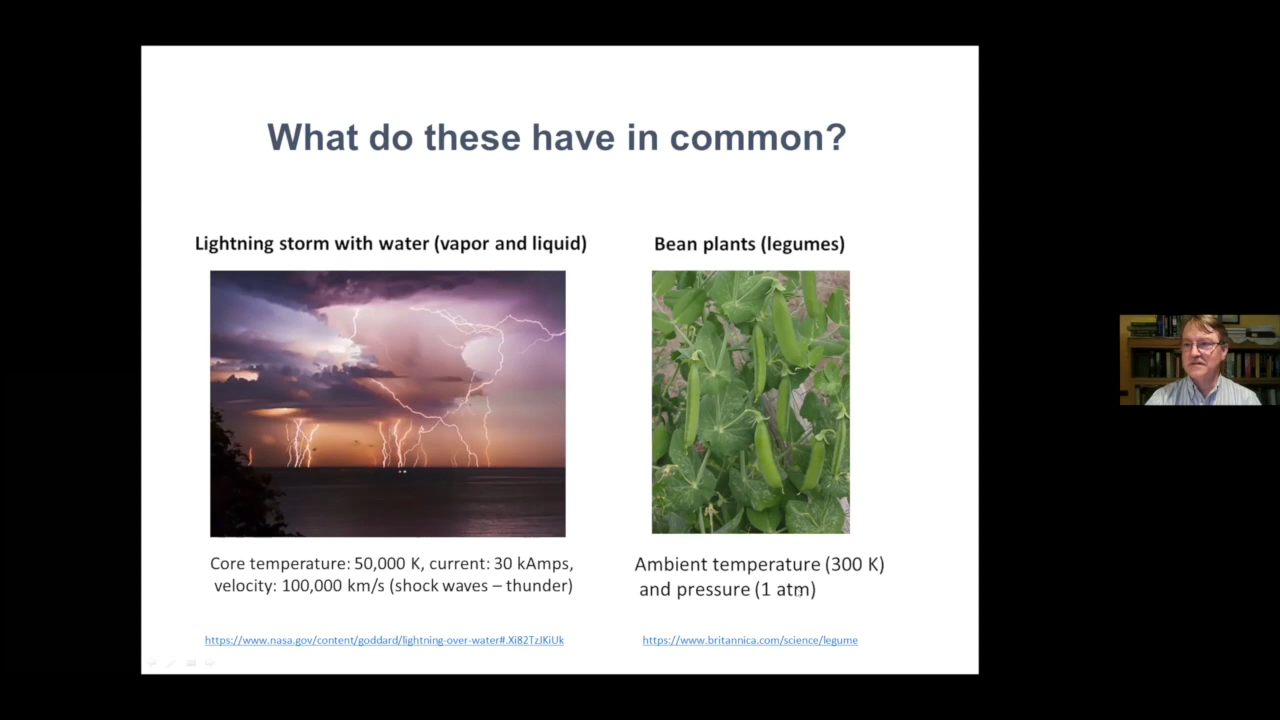 What do these have in common?
Lightning storm with water (vapor and liquid)
Bean plants (legumes)
Core temperature: 50,000 K, current: 30 kAmps,
velocity: 100,000 km/s (shock waves – thunder)
Ambient temperature (300 K)
and pressure (1 atm)
https://www.nasa.gov/content/goddard/lightning-over-water#.Xi82TzJKiUk
https://www.britannica.com/science/legume